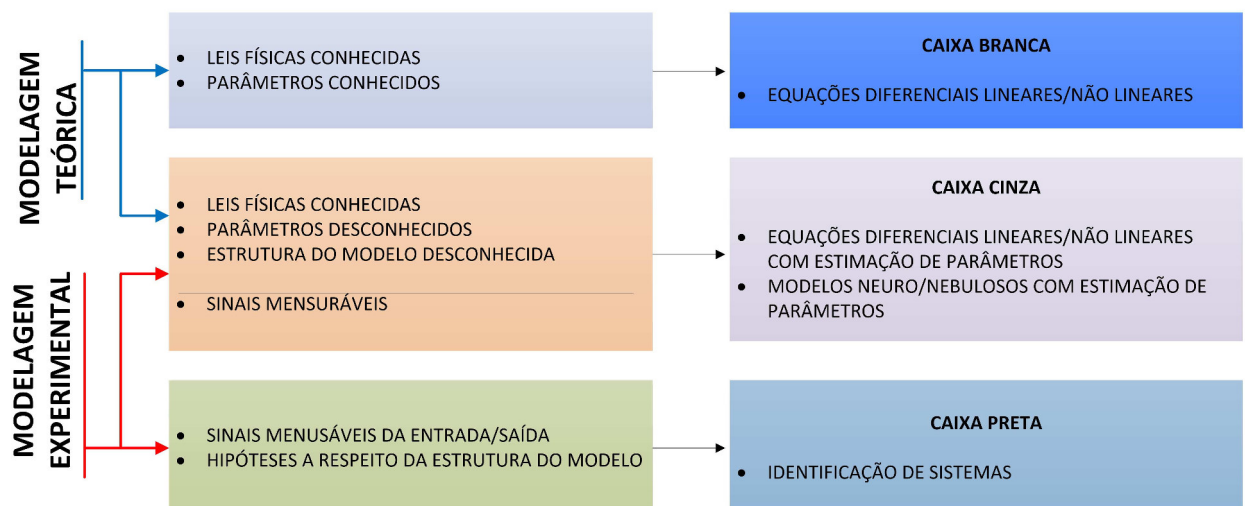 MODELAGEM
TEÓRICA
• LEIS FÍSICAS CONHECIDAS
• PARÂMETROS CONHECIDOS
CAIXA BRANCA
• EQUAÇÕES DIFERENCIAIS LINEARES/NÃO LINEARES
• LEIS FÍSICAS CONHECIDAS
• PARÂMETROS DESCONHECIDOS
• ESTRUTURA DO MODELO DESCONHECIDA
• SINAIS MENSURÁVEIS
CAIXA CINZA
• EQUAÇÕES DIFERENCIAIS LINEARES/NÃO LINEARES
COM ESTIMAÇÃO DE PARÂMETROS
• MODELOS NEURO/NEBULOSOS COM ESTIMAÇÃO DE
PARÂMETROS
MODELAGEM
EXPERIMENTAL
• SINAIS MENUSÁVEIS DA ENTRADA/SAÍDA
• HIPÓTESES A RESPEITO DA ESTRUTURA DO MODELO
CAIXA PRETA
• IDENTIFICAÇÃO DE SISTEMAS